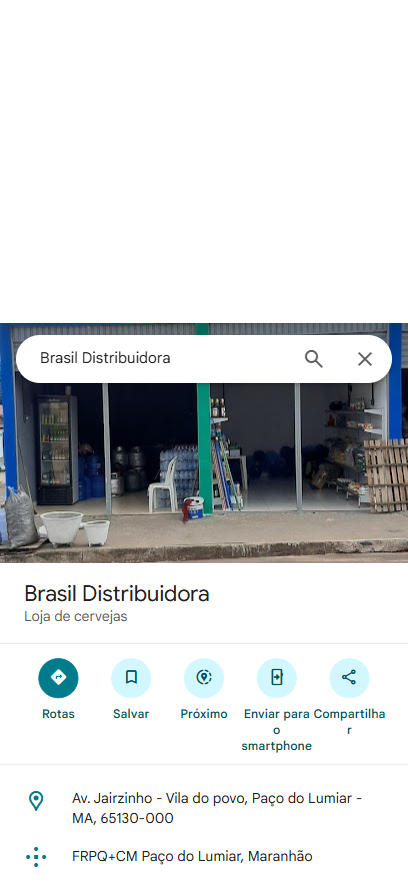 Brasil Distribuidora
Brasil Distribuidora
Loja de cervejas
Rotas
Salvar
Próximo
Enviar para o smartphone
Compartilhar
Av. Jairzinho - Vila do povo, Paço do Lumiar -
MA, 65130-000
FRPQ+CM Paço do Lumiar, Maranhão